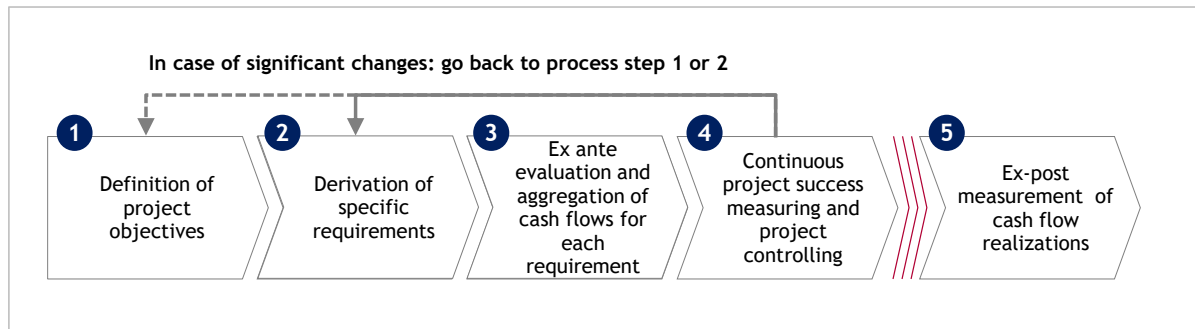 In case of significant changes: go back to process step 1 or 2
1
Definition of
project
objectives
2
Derivation of
specific
requirements
3
Ex ante
evaluation and
aggregation of
cash flows for
each
requirement
4
Continuous
project success
measuring and
project
controlling
5
Ex-post
measurement of
cash flow
realizations